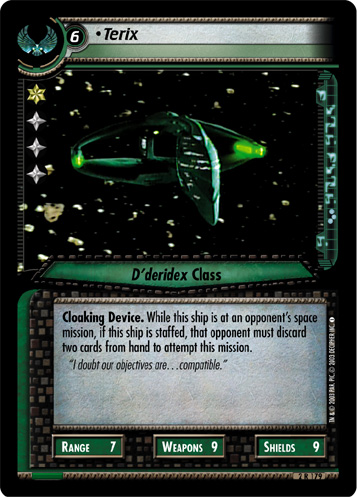 6 •Terix
D'deridex Class
Cloaking Device. While this ship is at an opponent's space
mission, if this ship is staffed, that opponent must discard
two cards from hand to attempt this mission.
"I doubt our objectives are. . .compatible."
RANGE 7 WEAPONS 9 SHIELDS 9
2 R 179